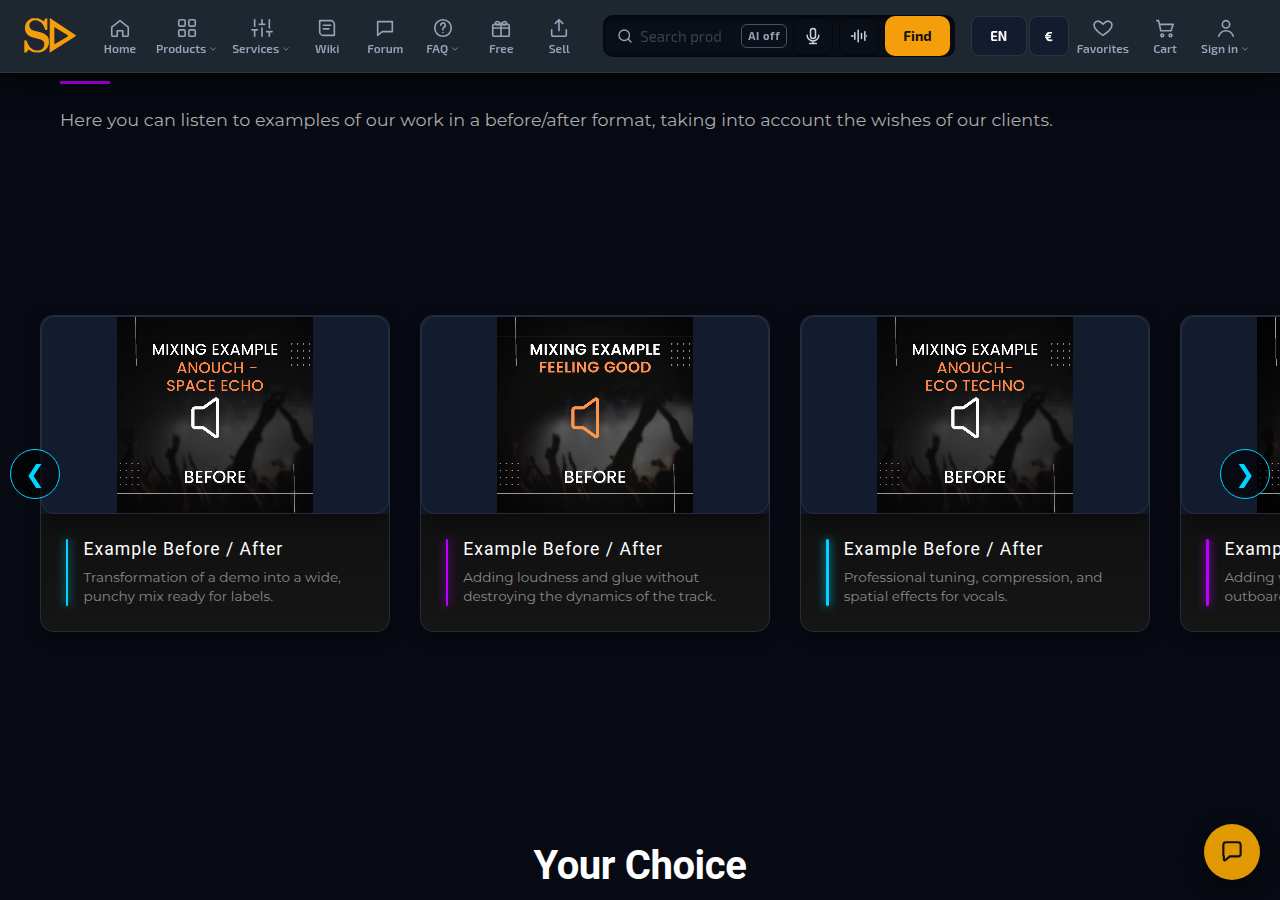 SD
Home
Products
Services
Wiki
Forum
FAQ
Free
Sell
Search prod
AI off
Find
EN
€
Favorites
Cart
Sign in
Here you can listen to examples of our work in a before/after format, taking into account the wishes of our clients.
MIXING EXAMPLE
ANOUCH -
SPACE ECHO
BEFORE
Example Before / After
Transformation of a demo into a wide,
punchy mix ready for labels.
MIXING EXAMPLE
FEELING GOOD
BEFORE
Example Before / After
Adding loudness and glue without
destroying the dynamics of the track.
MIXING EXAMPLE
ANOUCH-
ECO TECHNO
BEFORE
Example Before / After
Professional tuning, compression, and
spatial effects for vocals.
Your Choice